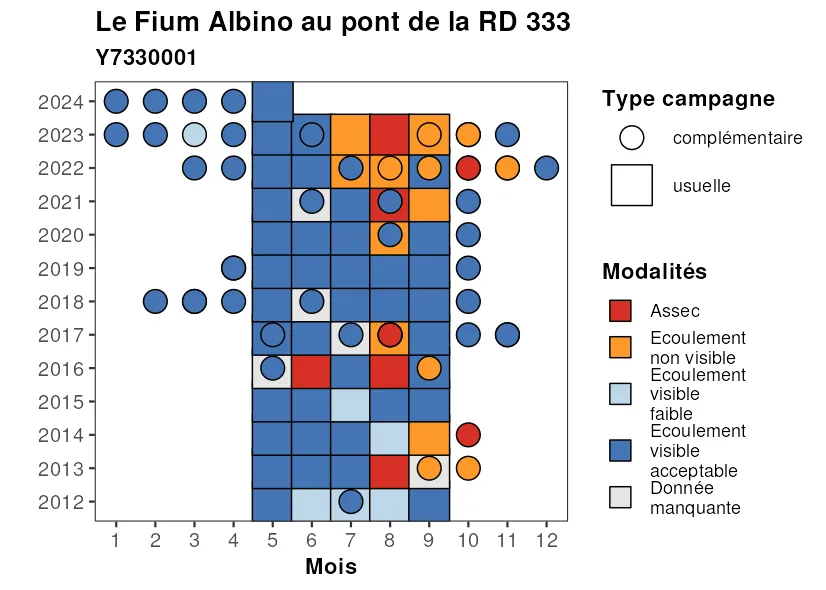 Le Fium Albino au pont de la RD 333
Y7330001
2024
2023
2022
2021
2020
2019
2018
2017
2016
2015
2014
2013
2012
1 2 3 4 5 6 7 8 9 10 11 12
Mois
Type campagne
complémentaire
usuelle
Modalités
Assec
Ecoulement
non visible
Ecoulement
visible
faible
Ecoulement
visible
acceptable
Donnée
manquante